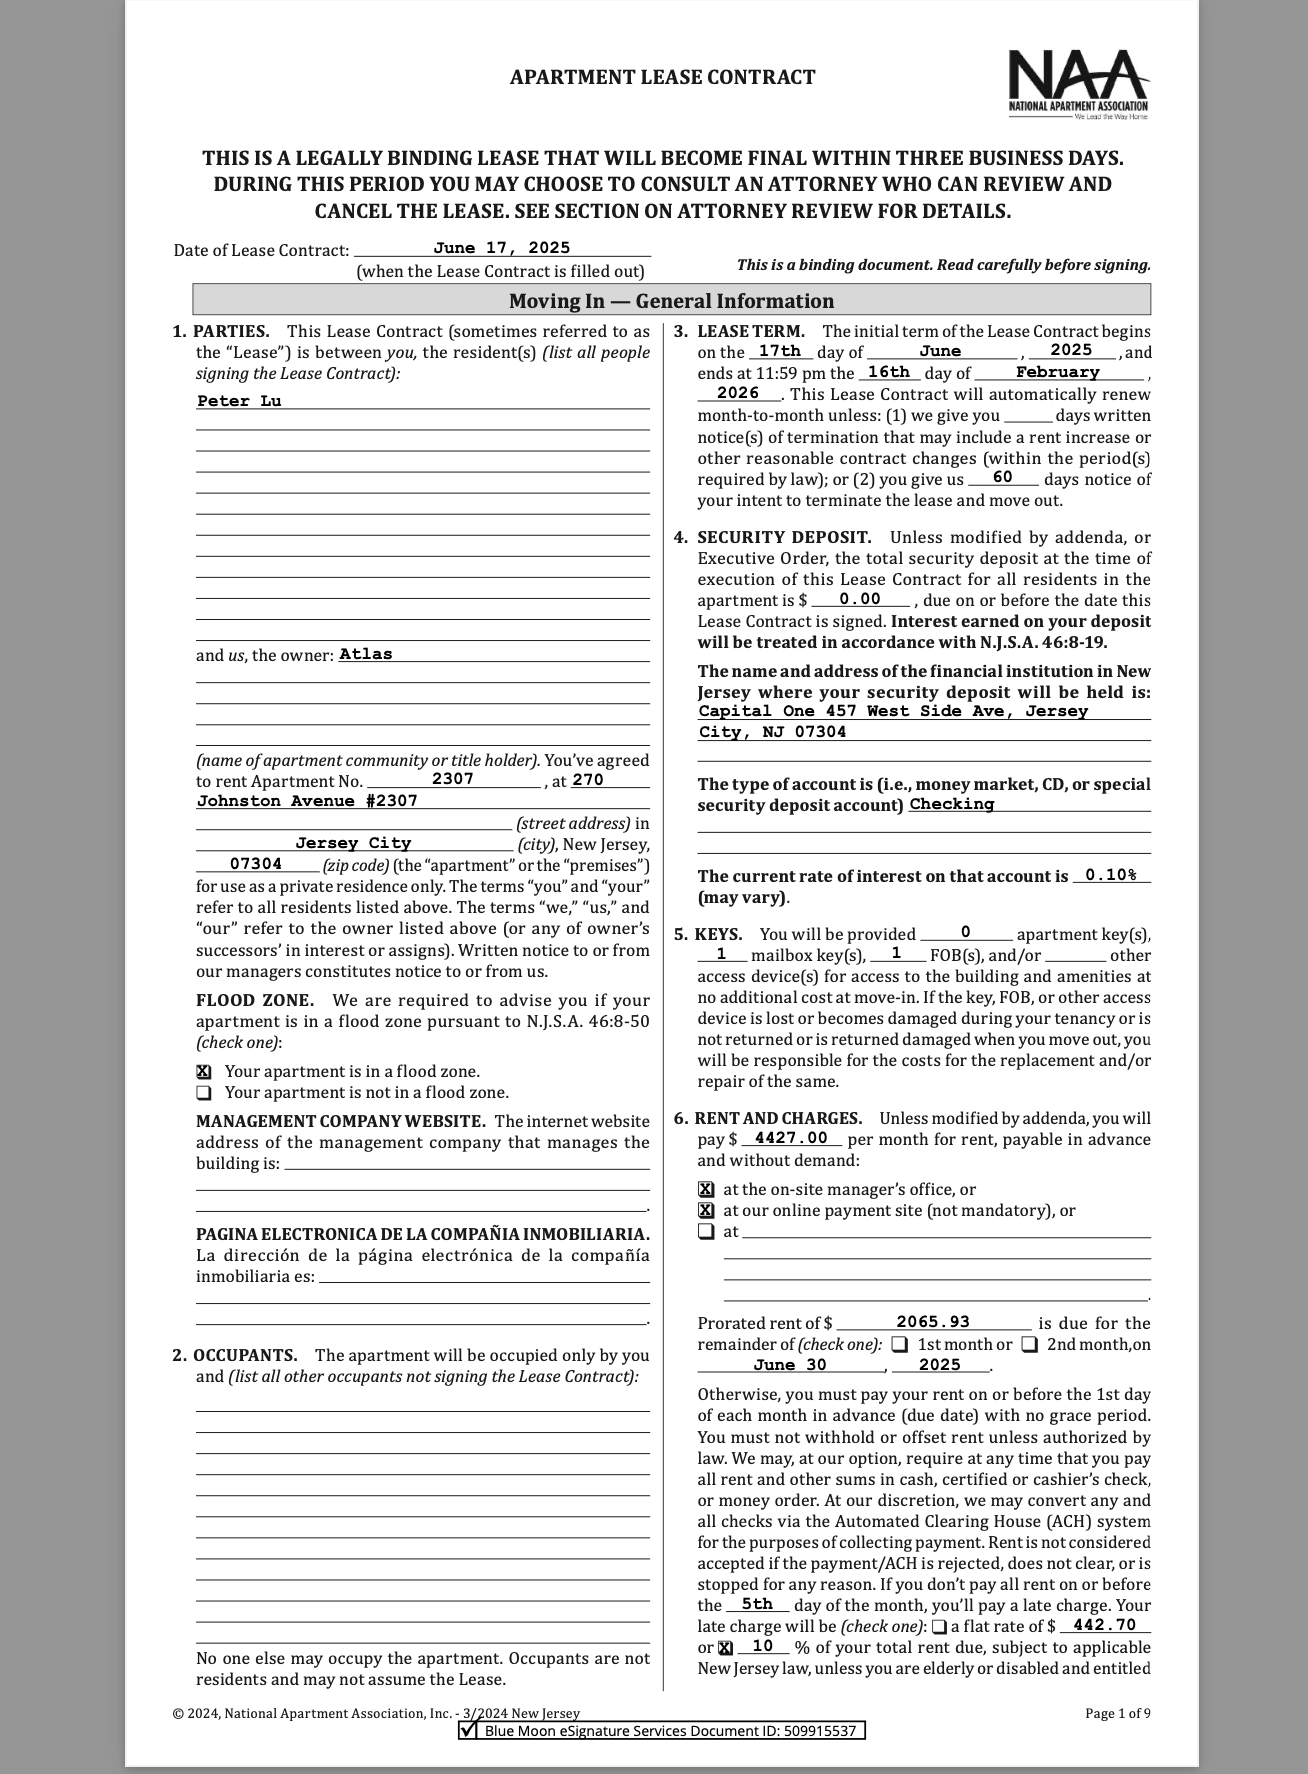 APARTMENT LEASE CONTRACT
NAA
NATIONAL APARTMENT ASSOCIATION
We Lead the Way Home
THIS IS A LEGALLY BINDING LEASE THAT WILL BECOME FINAL WITHIN THREE BUSINESS DAYS.
DURING THIS PERIOD YOU MAY CHOOSE TO CONSULT AN ATTORNEY WHO CAN REVIEW AND
CANCEL THE LEASE. SEE SECTION ON ATTORNEY REVIEW FOR DETAILS.
Date of Lease Contract: June 17, 2025
(when the Lease Contract is filled out)
This is a binding document. Read carefully before signing.
Moving In — General Information
1. PARTIES. This Lease Contract (sometimes referred to as
the “Lease”) is between you, the resident(s) (list all people
signing the Lease Contract):
Peter Lu
and us, the owner: Atlas
(name of apartment community or title holder). You’ve agreed
to rent Apartment No. 2307 , at 270
Johnston Avenue #2307
(street address) in
Jersey City (city), New Jersey,
07304 (zip code) (the “apartment” or the “premises”)
for use as a private residence only. The terms “you” and “your”
refer to all residents listed above. The terms “we,” “us,” and
“our” refer to the owner listed above (or any of owner’s
successors’ in interest or assigns). Written notice to or from
our managers constitutes notice to or from us.
FLOOD ZONE. We are required to advise you if your
apartment is in a flood zone pursuant to N.J.S.A. 46:8-50
(check one):
X Your apartment is in a flood zone.
Your apartment is not in a flood zone.
MANAGEMENT COMPANY WEBSITE. The internet website
address of the management company that manages the
building is:
.
PAGINA ELECTRONICA DE LA COMPAÑIA INMOBILIARIA.
La dirección de la página electrónica de la compañía
inmobiliaria es:
.
2. OCCUPANTS. The apartment will be occupied only by you
and (list all other occupants not signing the Lease Contract):
No one else may occupy the apartment. Occupants are not
residents and may not assume the Lease.
3. LEASE TERM. The initial term of the Lease Contract begins
on the 17th day of June , 2025 , and
ends at 11:59 pm the 16th day of February ,
2026 . This Lease Contract will automatically renew
month-to-month unless: (1) we give you days written
notice(s) of termination that may include a rent increase or
other reasonable contract changes (within the period(s)
required by law); or (2) you give us 60 days notice of
your intent to terminate the lease and move out.
4. SECURITY DEPOSIT. Unless modified by addenda, or
Executive Order, the total security deposit at the time of
execution of this Lease Contract for all residents in the
apartment is $ 0.00 , due on or before the date this
Lease Contract is signed. Interest earned on your deposit
will be treated in accordance with N.J.S.A. 46:8-19.
The name and address of the financial institution in New
Jersey where your security deposit will be held is:
Capital One 457 West Side Ave, Jersey
City, NJ 07304
The type of account is (i.e., money market, CD, or special
security deposit account) Checking
The current rate of interest on that account is 0.10%
(may vary).
5. KEYS. You will be provided 0 apartment key(s),
1 mailbox key(s), 1 FOB(s), and/or other
access device(s) for access to the building and amenities at
no additional cost at move-in. If the key, FOB, or other access
device is lost or becomes damaged during your tenancy or is
not returned or is returned damaged when you move out, you
will be responsible for the costs for the replacement and/or
repair of the same.
6. RENT AND CHARGES. Unless modified by addenda, you will
pay $ 4427.00 per month for rent, payable in advance
and without demand:
X at the on-site manager’s office, or
X at our online payment site (not mandatory), or
at
.
Prorated rent of $ 2065.93 is due for the
remainder of (check one): 1st month or 2nd month, on
June 30 , 2025 .
Otherwise, you must pay your rent on or before the 1st day
of each month in advance (due date) with no grace period.
You must not withhold or offset rent unless authorized by
law. We may, at our option, require at any time that you pay
all rent and other sums in cash, certified or cashier’s check,
or money order. At our discretion, we may convert any and
all checks via the Automated Clearing House (ACH) system
for the purposes of collecting payment. Rent is not considered
accepted if the payment/ACH is rejected, does not clear, or is
stopped for any reason. If you don’t pay all rent on or before
the 5th day of the month, you’ll pay a late charge. Your
late charge will be (check one): a flat rate of $ 442.70
or X 10 % of your total rent due, subject to applicable
New Jersey law, unless you are elderly or disabled and entitled
© 2024, National Apartment Association, Inc. - 3/2024 New Jersey
Page 1 of 9
Blue Moon eSignature Services Document ID: 509915537